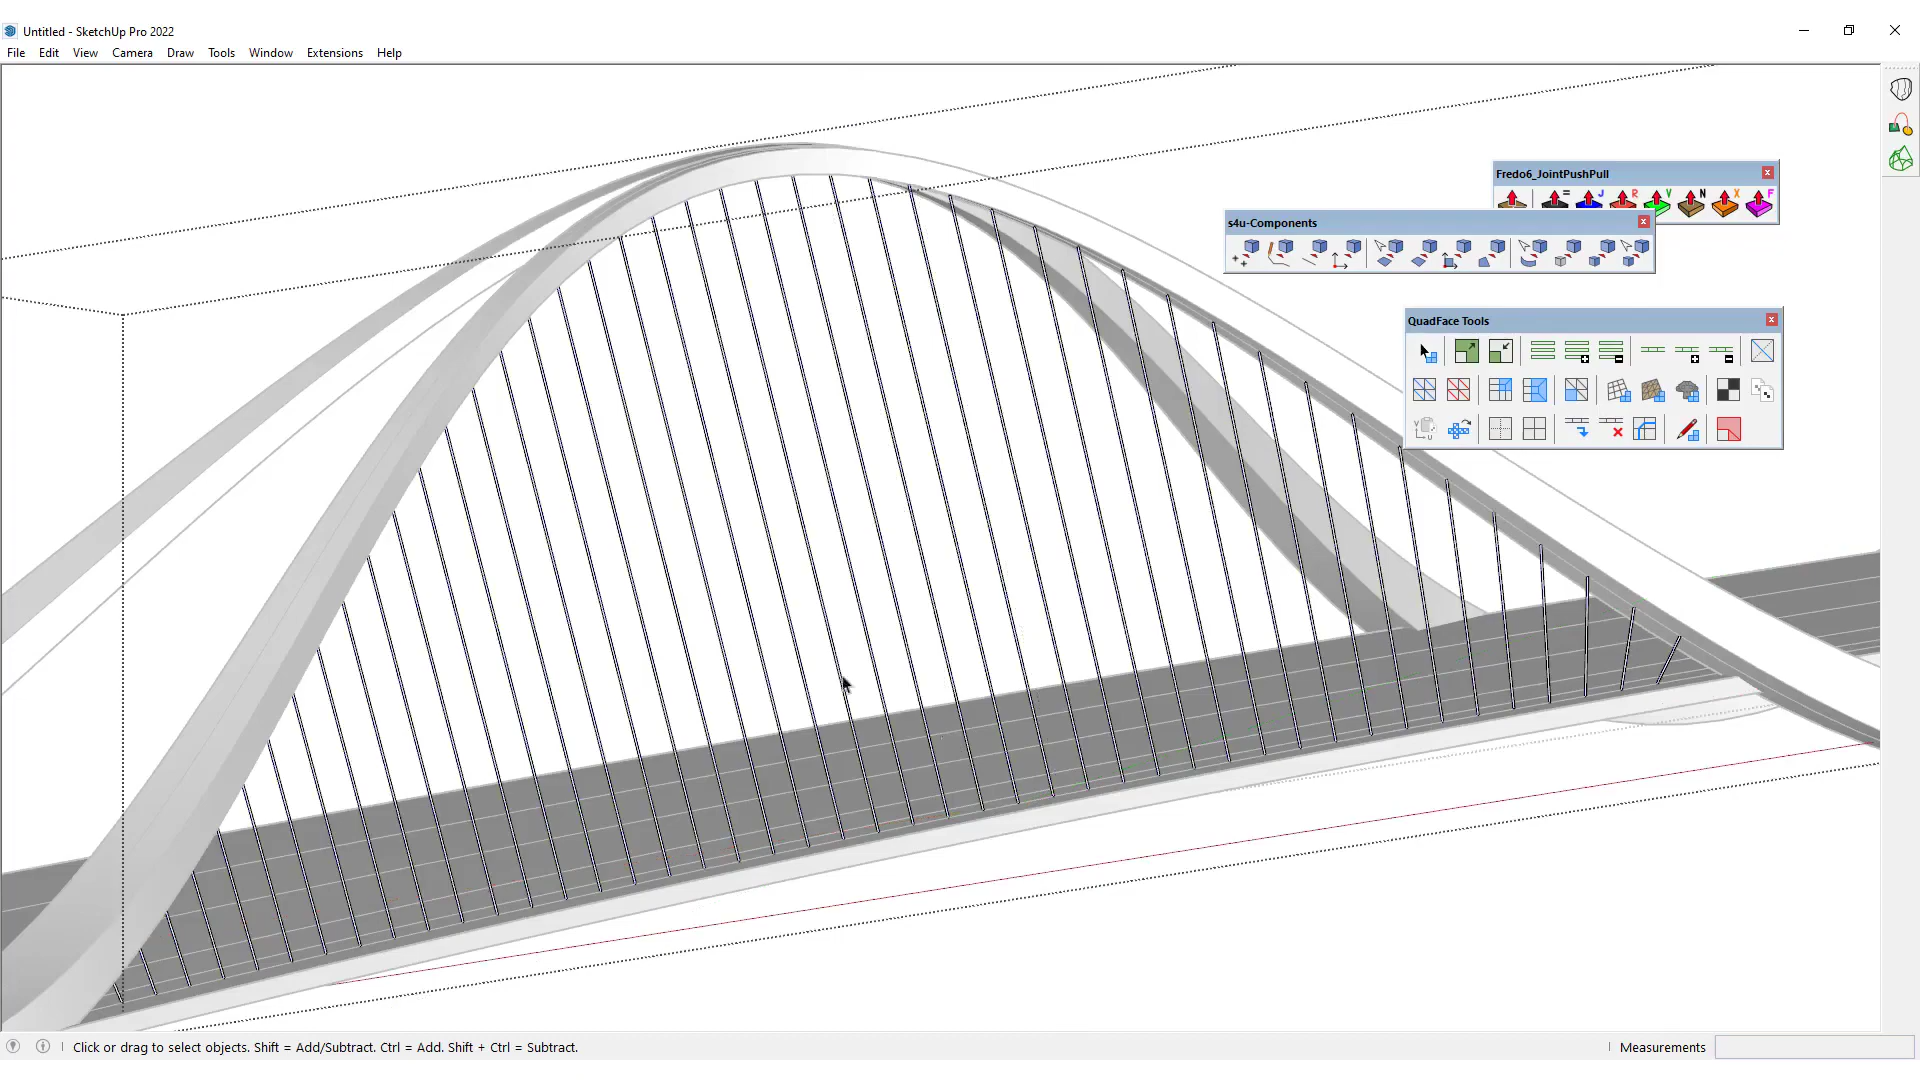 Untitled - SketchUp Pro 2022
File Edit View Camera Draw Tools Window Extensions Help
Fredo6_JointPushPull
= J R V N X F
s4u-Components
QuadFace Tools
Click or drag to select objects. Shift = Add/Subtract. Ctrl = Add. Shift + Ctrl = Subtract.
Measurements